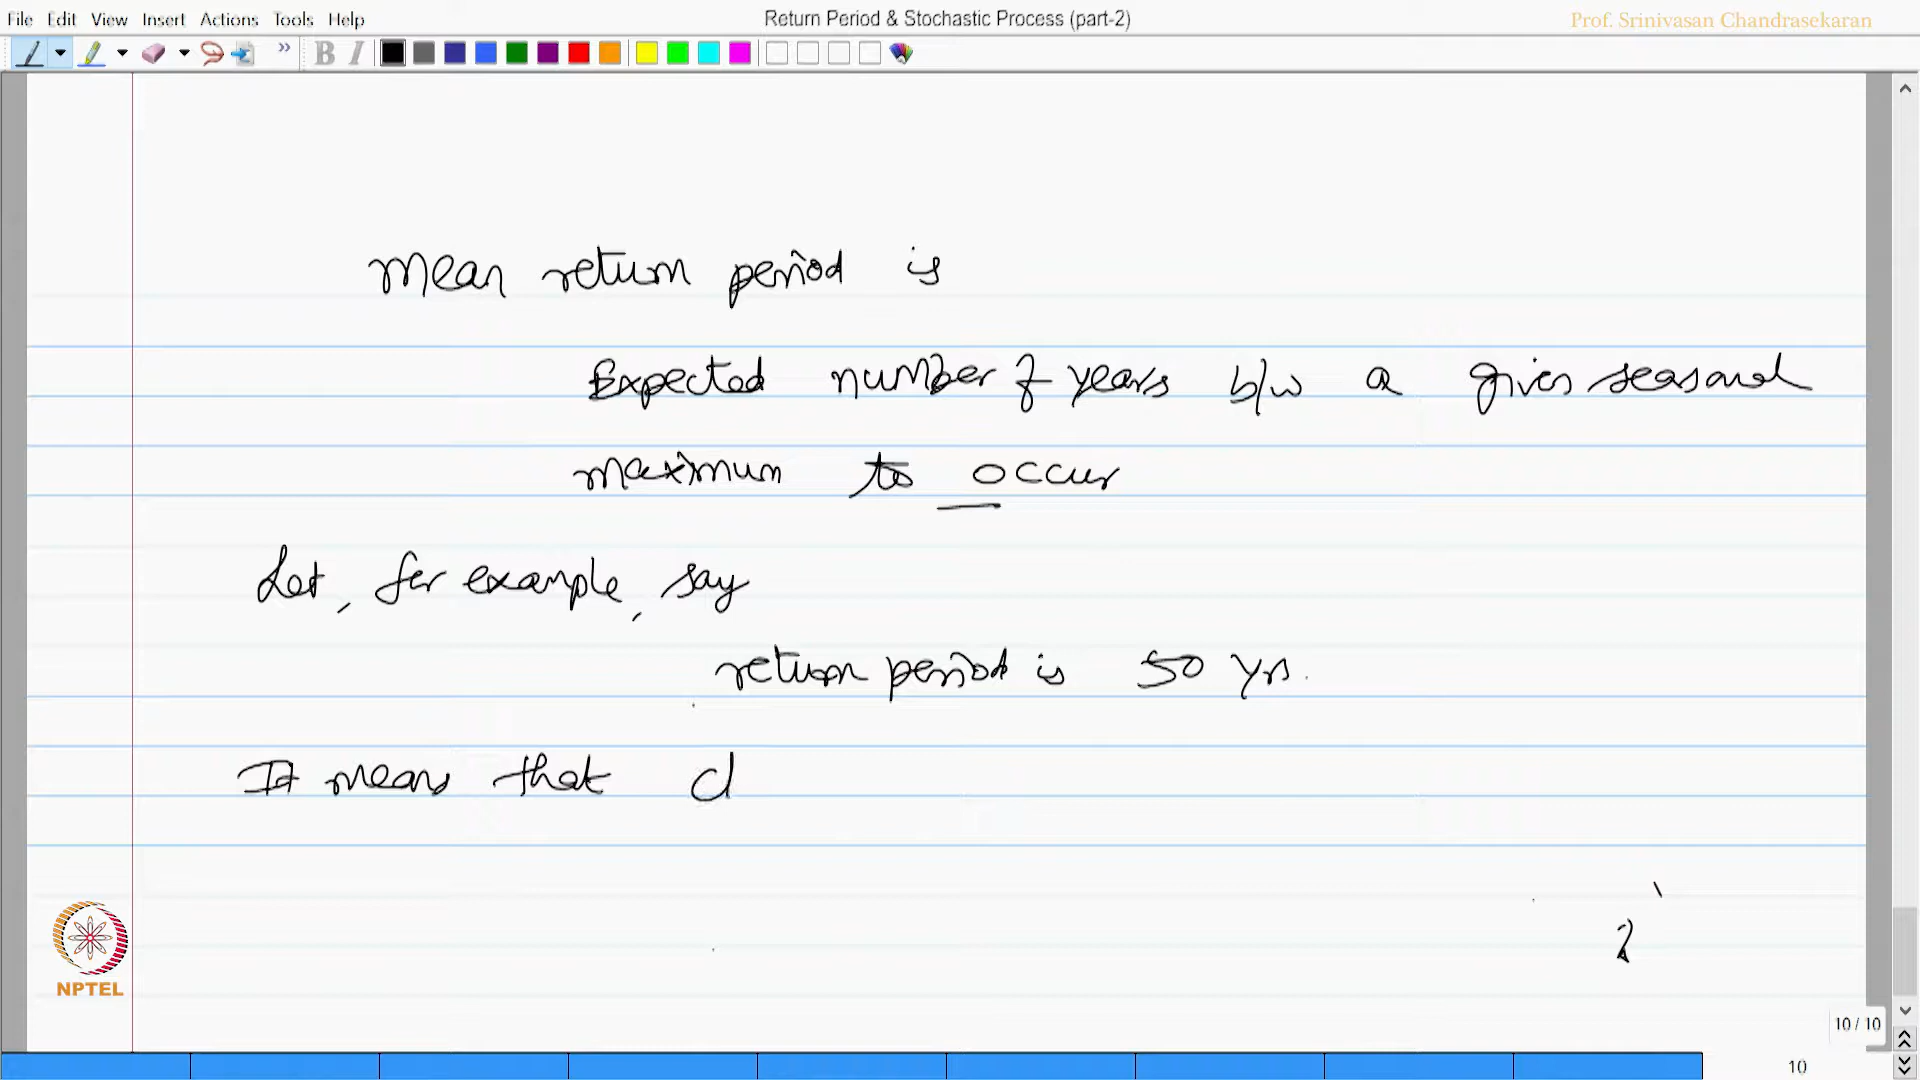 File Edit View Insert Actions Tools Help
Return Period & Stochastic Process (part-2)
Prof. Srinivasan Chandrasekaran
B I
mean return period is
Expected number of years b/w a given seasonal
maximum to occur
Let, for example, say
return period is 50 yrs.
It means that d
NPTEL
10 / 10
10